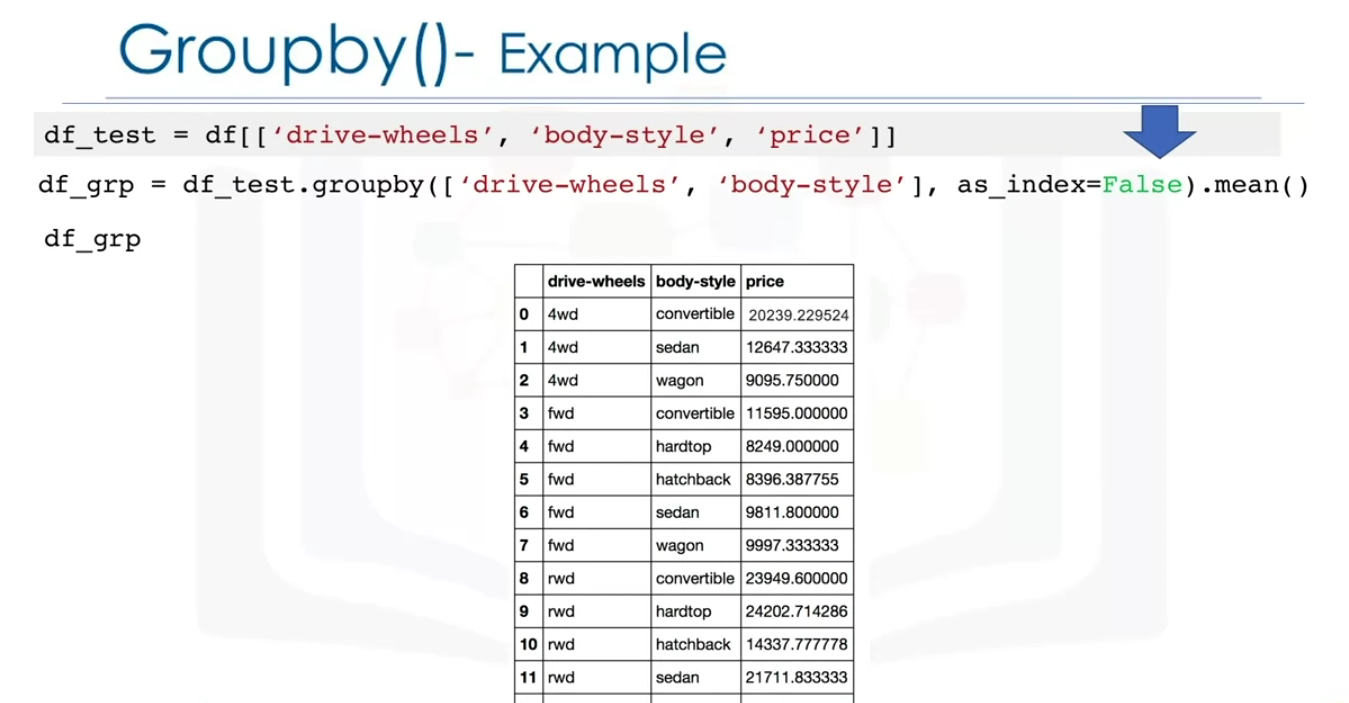 Groupby()- Example
df_test = df[['drive-wheels', 'body-style', 'price']]
df_grp = df_test.groupby(['drive-wheels', 'body-style'], as_index=False).mean()
df_grp
drive-wheels body-style price
0 4wd convertible 20239.229524
1 4wd sedan 12647.333333
2 4wd wagon 9095.750000
3 fwd convertible 11595.000000
4 fwd hardtop 8249.000000
5 fwd hatchback 8396.387755
6 fwd sedan 9811.800000
7 fwd wagon 9997.333333
8 rwd convertible 23949.600000
9 rwd hardtop 24202.714286
10 rwd hatchback 14337.777778
11 rwd sedan 21711.833333